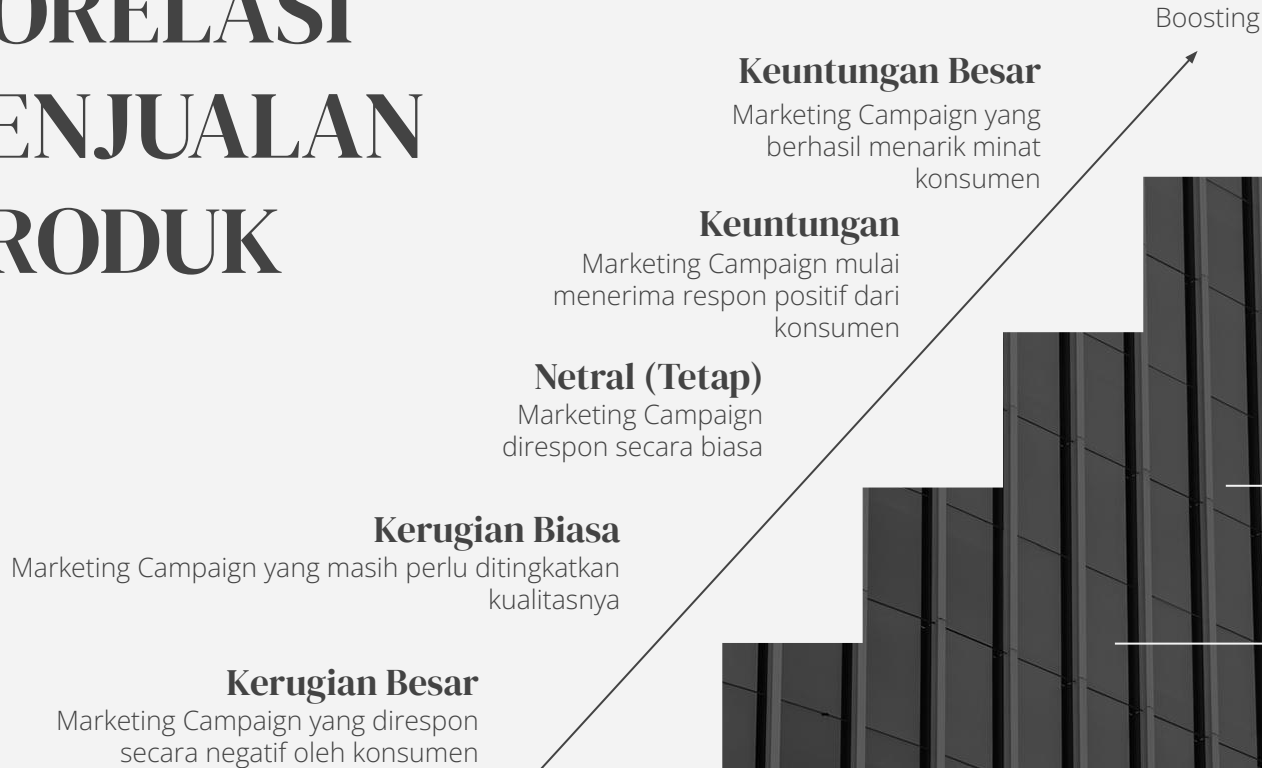 ORELASI
ENJUALAN
RODUK
Boosting
Keuntungan Besar
Marketing Campaign yang
berhasil menarik minat
konsumen
Keuntungan
Marketing Campaign mulai
menerima respon positif dari
konsumen
Netral (Tetap)
Marketing Campaign
direspon secara biasa
Kerugian Biasa
Marketing Campaign yang masih perlu ditingkatkan
kualitasnya
Kerugian Besar
Marketing Campaign yang direspon
secara negatif oleh konsumen